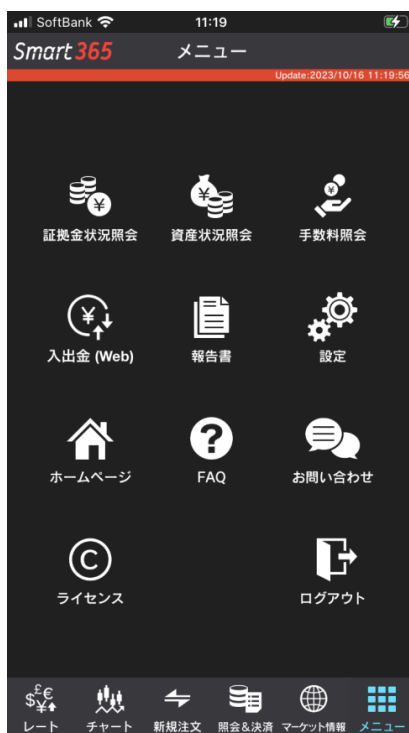 SoftBank 11:19
Smart365 メニュー
Update:2023/10/16 11:19:56
証拠金状況照会 資産状況照会 手数料照会
入出金 (Web) 報告書 設定
ホームページ FAQ お問い合わせ
ライセンス ログアウト
レート チャート 新規注文 照会&決済 マーケット情報 メニュー